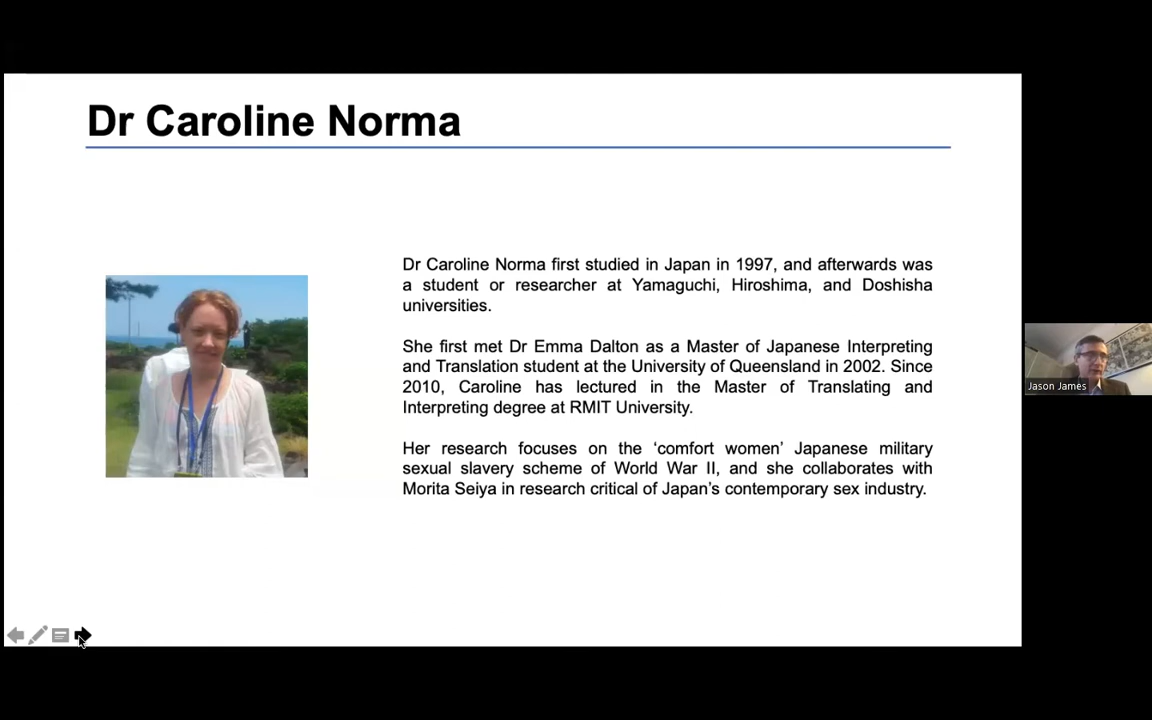 Dr Caroline Norma
Dr Caroline Norma first studied in Japan in 1997, and afterwards was
a student or researcher at Yamaguchi, Hiroshima, and Doshisha
universities.
She first met Dr Emma Dalton as a Master of Japanese Interpreting
and Translation student at the University of Queensland in 2002. Since
2010, Caroline has lectured in the Master of Translating and
Interpreting degree at RMIT University.
Her research focuses on the ‘comfort women’ Japanese military
sexual slavery scheme of World War II, and she collaborates with
Morita Seiya in research critical of Japan’s contemporary sex industry.
Jason James